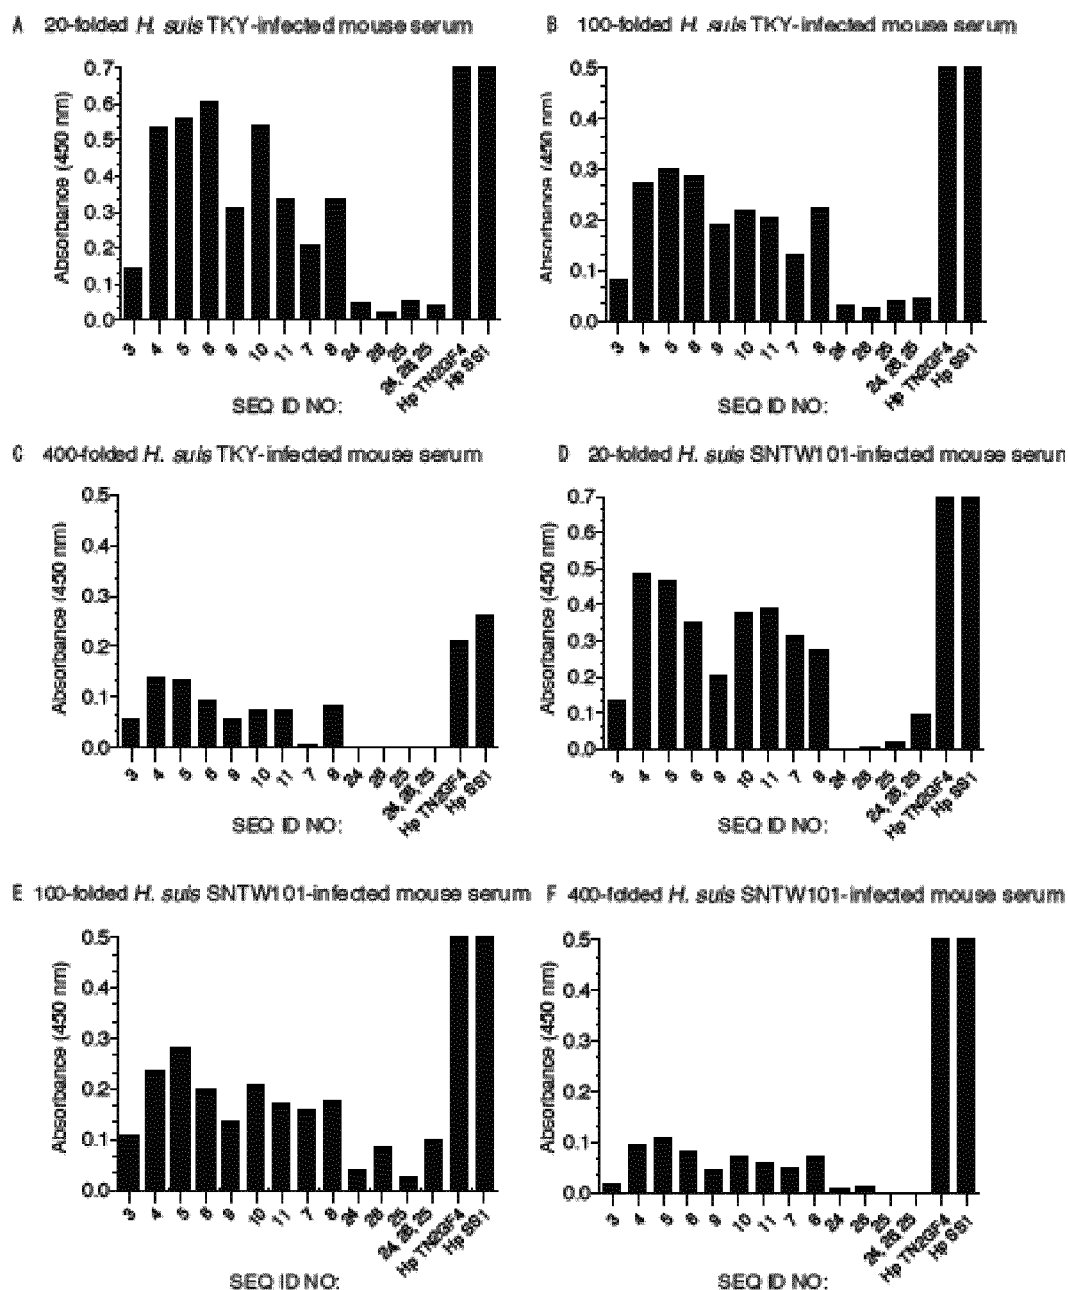 A 20-folded H. suis TKY-infected mouse serum
0.7
0.6
0.5
0.4
0.3
0.2
0.1
0.0
Absorbance (450 nm)
3 4 5 6 9 10 11 7 8 24 26 25 24, 26, 25 Hp TN2GF4 Hp SS1
SEQ ID NO:
B 100-folded H. suis TKY-infected mouse serum
0.5
0.4
0.3
0.2
0.1
0.0
Absorbance (450 nm)
3 4 5 6 9 10 11 7 8 24 26 25 24, 26, 25 Hp TN2GF4 Hp SS1
SEQ ID NO:
C 400-folded H. suis TKY-infected mouse serum
0.5
0.4
0.3
0.2
0.1
0.0
Absorbance (450 nm)
3 4 5 6 9 10 11 7 8 24 26 25 24, 26, 25 Hp TN2GF4 Hp SS1
SEQ ID NO:
D 20-folded H. suis SNTW101-infected mouse serum
0.7
0.6
0.5
0.4
0.3
0.2
0.1
0.0
Absorbance (450 nm)
3 4 5 6 9 10 11 7 8 24 26 25 24, 26, 25 Hp TN2GF4 Hp SS1
SEQ ID NO:
E 100-folded H. suis SNTW101-infected mouse serum
0.5
0.4
0.3
0.2
0.1
0.0
Absorbance (450 nm)
3 4 5 6 9 10 11 7 8 24 26 25 24, 26, 25 Hp TN2GF4 Hp SS1
SEQ ID NO:
F 400-folded H. suis SNTW101-infected mouse serum
0.5
0.4
0.3
0.2
0.1
0.0
Absorbance (450 nm)
3 4 5 6 9 10 11 7 8 24 26 25 24, 26, 25 Hp TN2GF4 Hp SS1
SEQ ID NO: